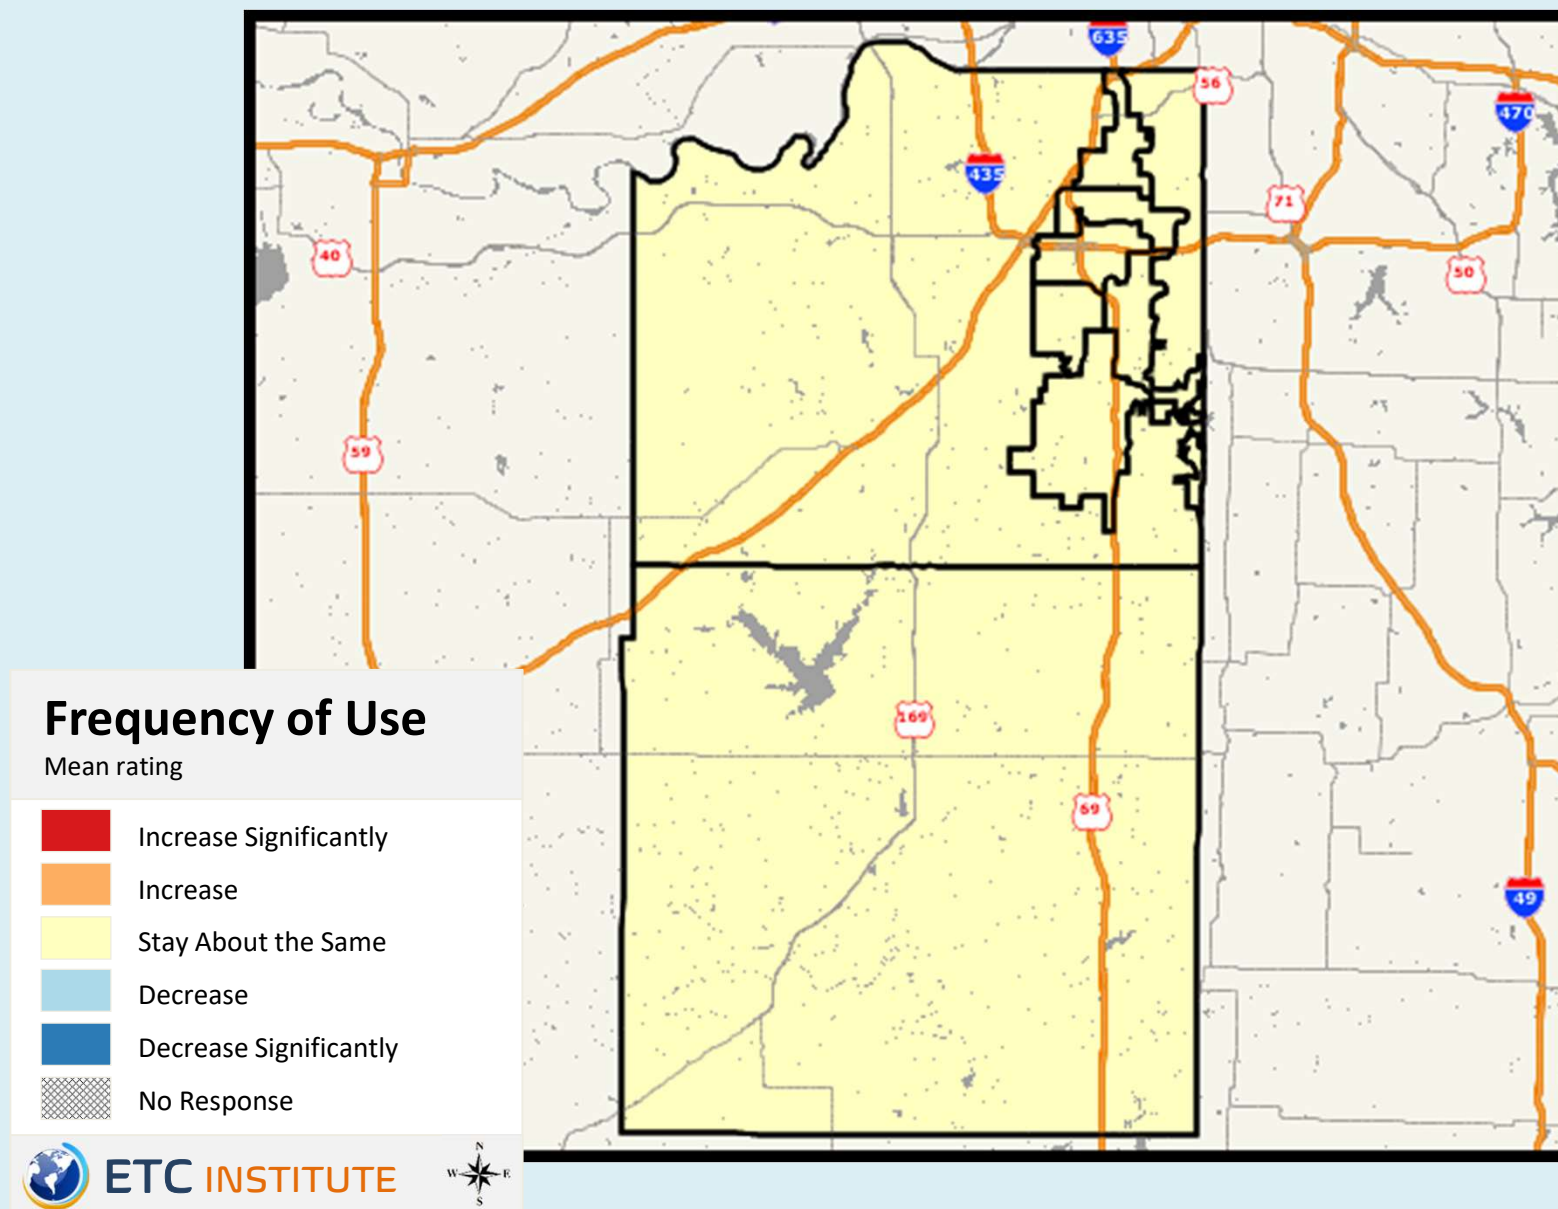 635
56
470
435
71
40
50
59
169
69
49
Frequency of Use
Mean rating
Increase Significantly
Increase
Stay About the Same
Decrease
Decrease Significantly
No Response
ETC INSTITUTE
N
W E
S